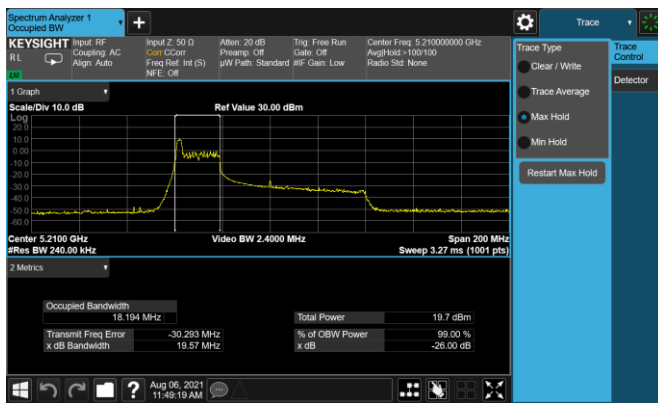 Spectrum Analyzer 1
Occupied BW
+
Trace
KEYSIGHT
R L
LXI
Input: RF
Coupling: AC
Align: Auto
Input Z: 50 Ω
Corr CCorr
Freq Ref: Int (S)
NFE: Off
Atten: 20 dB
Preamp: Off
µW Path: Standard
Trig: Free Run
Gate: Off
#IF Gain: Low
Center Freq: 5.210000000 GHz
Avg|Hold:>100/100
Radio Std: None
Trace Type
Clear / Write
Trace Average
Max Hold
Min Hold
Restart Max Hold
Trace
Control
Detector
1 Graph
Scale/Div 10.0 dB
Ref Value 30.00 dBm
Log
20.0
10.0
0.00
-10.0
-20.0
-30.0
-40.0
-50.0
-60.0
Center 5.2100 GHz
#Res BW 240.00 kHz
Video BW 2.4000 MHz
Span 200 MHz
Sweep 3.27 ms (1001 pts)
2 Metrics
Occupied Bandwidth
18.194 MHz
Transmit Freq Error -30.293 MHz
x dB Bandwidth 19.57 MHz
Total Power 19.7 dBm
% of OBW Power 99.00 %
x dB -26.00 dB
?
Aug 06, 2021
11:49:19 AM